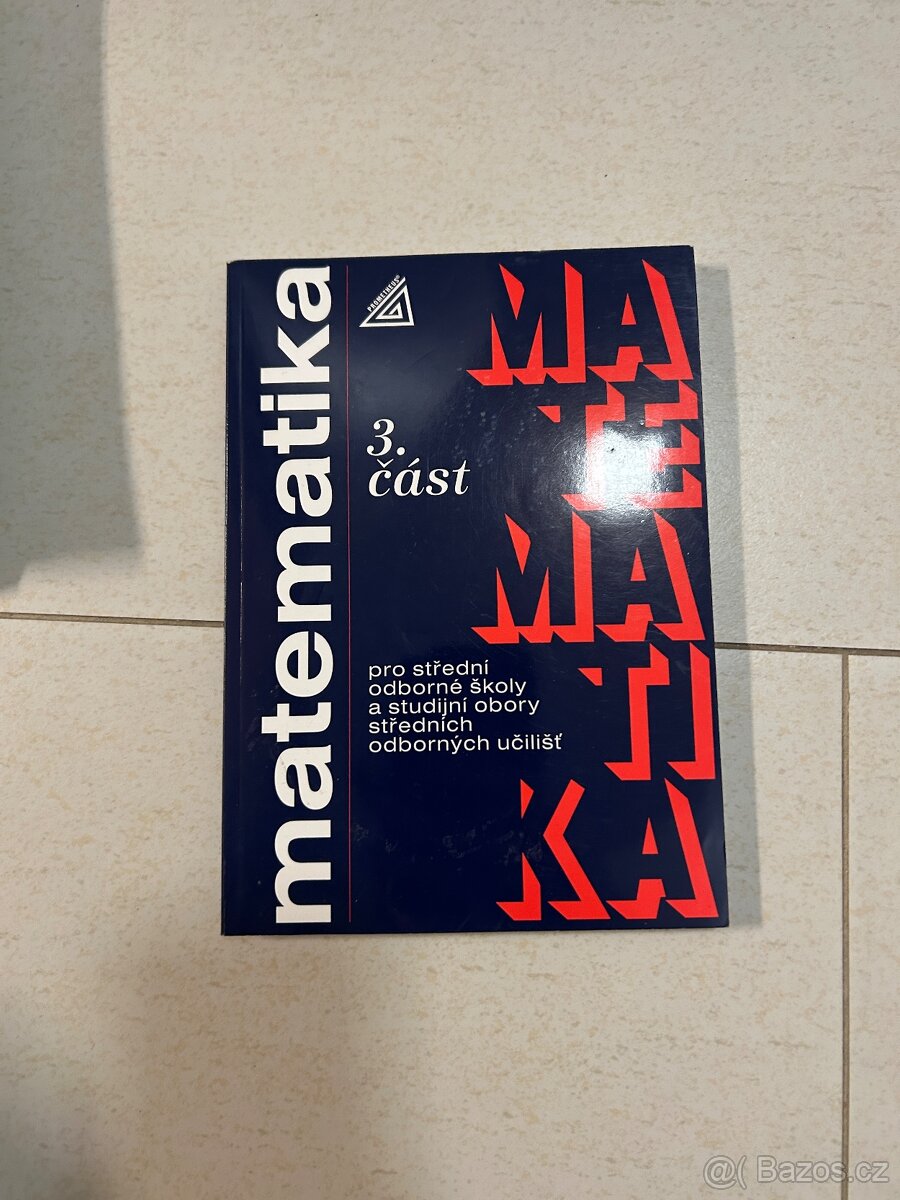 matematika
PROMETHEUS®
3.
část
pro střední
odborné školy
a studijní obory
středních
odborných učilišť
MA
TE
MA
TI
KA
@( Bazos.cz